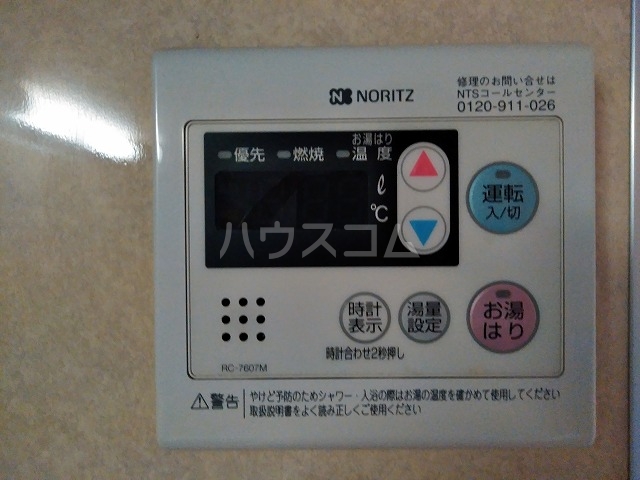 NORITZ
修理のお問い合せは
NTSコールセンター
0120-911-026
お湯はり
優先 燃焼 温度
ℓ
℃
運転
入/切
ハウスコム
時計
表示
湯量
設定
お湯
はり
時計合わせ2秒押し
RC-7607M
警告
やけど予防のためシャワー・入浴の際はお湯の温度を確かめて使用してください
取扱説明書をよく読み正しくご使用ください